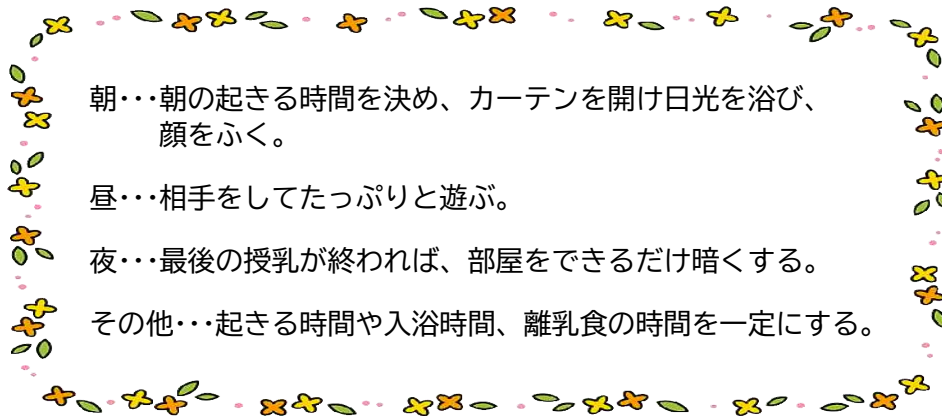 朝･･･朝の起きる時間を決め、カーテンを開け日光を浴び、
顔をふく。
昼･･･相手をしてたっぷりと遊ぶ。
夜･･･最後の授乳が終われば、部屋をできるだけ暗くする。
その他･･･起きる時間や入浴時間、離乳食の時間を一定にする。